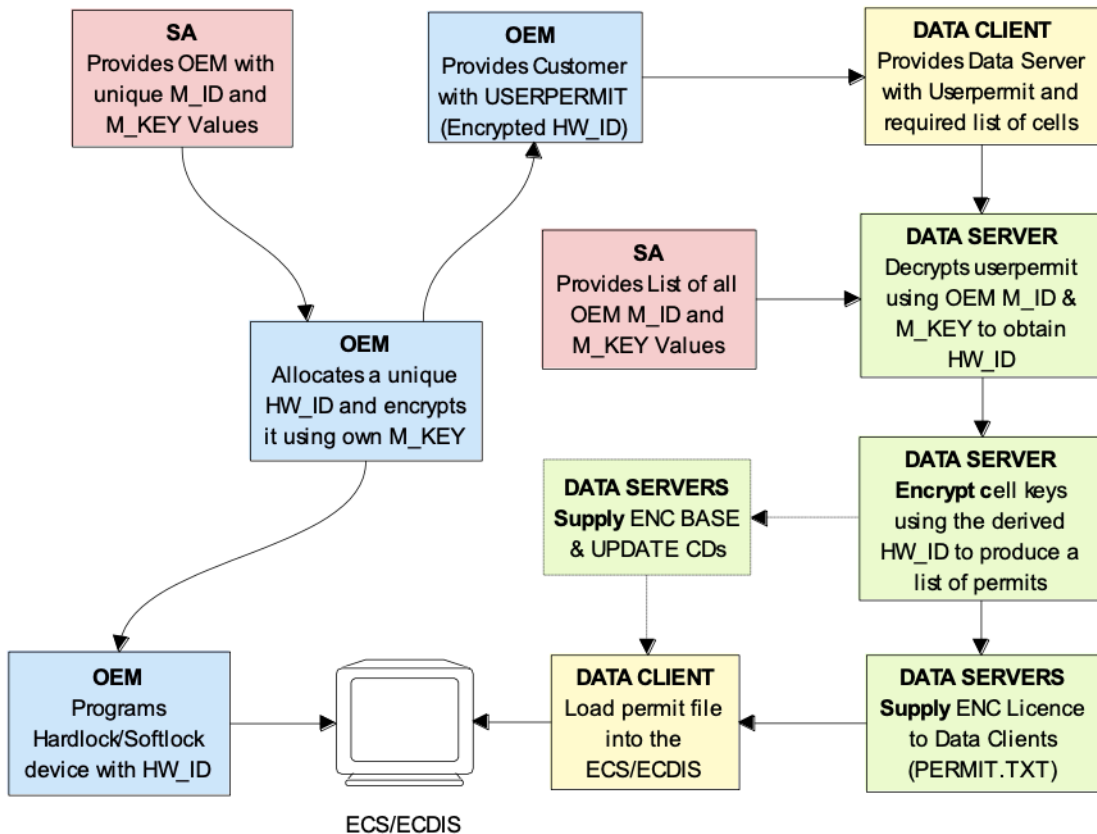 SA
Provides OEM with
unique M_ID and
M_KEY Values
OEM
Provides Customer
with USERPERMIT
(Encrypted HW_ID)
DATA CLIENT
Provides Data Server
with Userpermit and
required list of cells
SA
Provides List of all
OEM M_ID and
M_KEY Values
DATA SERVER
Decrypts userpermit
using OEM M_ID &
M_KEY to obtain
HW_ID
OEM
Allocates a unique
HW_ID and encrypts
it using own M_KEY
DATA SERVERS
Supply ENC BASE
& UPDATE CDs
DATA SERVER
Encrypt cell keys
using the derived
HW_ID to produce a
list of permits
OEM
Programs
Hardlock/Softlock
device with HW_ID
DATA CLIENT
Load permit file
into the
ECS/ECDIS
DATA SERVERS
Supply ENC Licence
to Data Clients
(PERMIT.TXT)
ECS/ECDIS